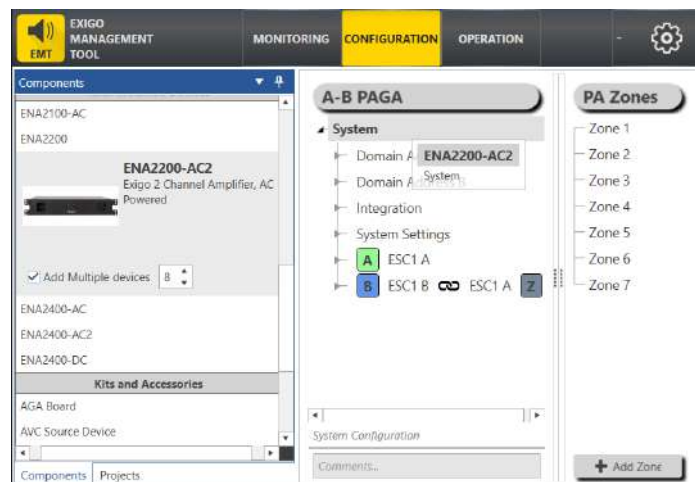 EXIGO
MANAGEMENT
TOOL
EMT
MONITORING
CONFIGURATION
OPERATION
-
Components
ENA2100-AC
ENA2200
ENA2200-AC2
Exigo 2 Channel Amplifier, AC
Powered
Add Multiple devices 8
ENA2400-AC
ENA2400-AC2
ENA2400-DC
Kits and Accessories
AGA Board
AVC Source Device
Components Projects
A-B PAGA
System
Domain A
ENA2200-AC2
System
Domain Address B
Integration
System Settings
A ESC1 A
B ESC1 B ESC1 A Z
System Configuration
Comments...
PA Zones
Zone 1
Zone 2
Zone 3
Zone 4
Zone 5
Zone 6
Zone 7
+ Add Zone